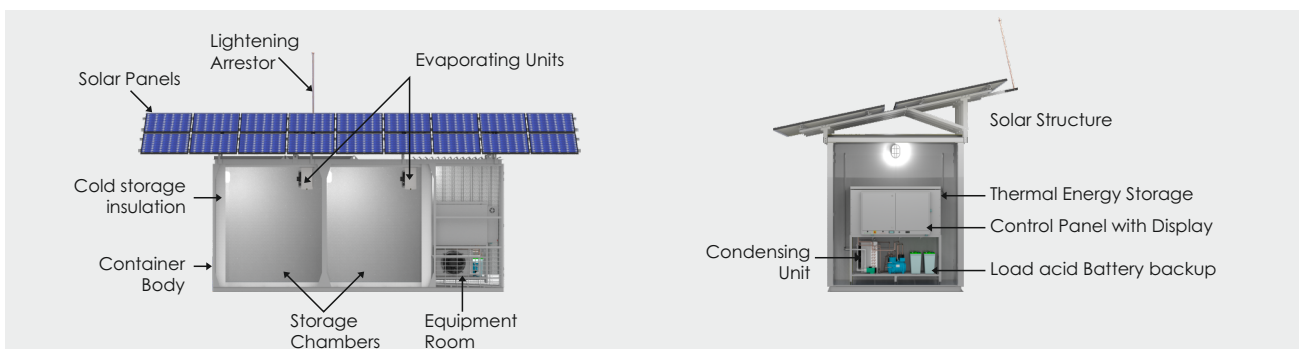 Lightening
Arrestor
Evaporating Units
Solar Panels
Cold storage
insulation
Container
Body
Storage
Chambers
Equipment
Room
Solar Structure
Thermal Energy Storage
Control Panel with Display
Condensing
Unit
Load acid Battery backup